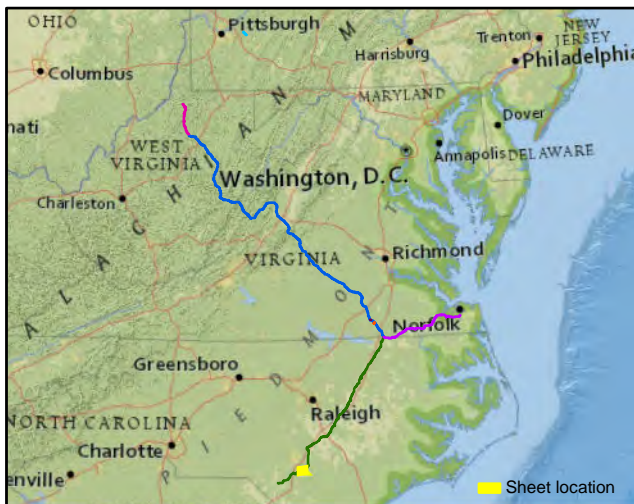 OHIO
Pittsburgh
NEW
JERSEY
Trenton
Harrisburg
Philadelphia
Columbus
MARYLAND
Dover
nati
WEST
VIRGINIA
Annapolis
DELAWARE
Washington, D.C.
Charleston
Richmond
VIRGINIA
Norfolk
Greensboro
Raleigh
NORTH CAROLINA
Charlotte
enville
A L A C H I A N M
P I E D M O N T
Sheet location